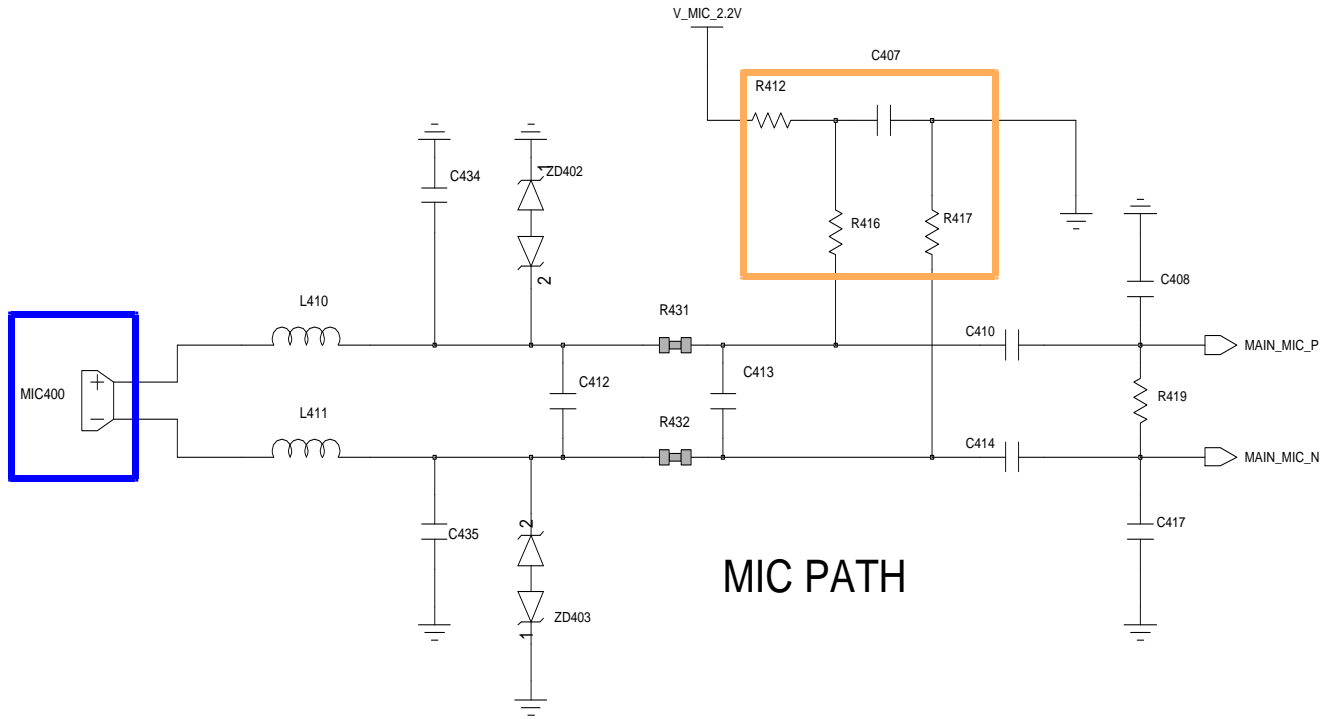 V_MIC_2.2V
C407
R412
C434
1
ZD402
R416
R417
2
C408
L410
R431
C410
MAIN_MIC_P
MIC400
+
C412
C413
R419
−
L411
R432
C414
MAIN_MIC_N
C435
2
C417
MIC PATH
1
ZD403